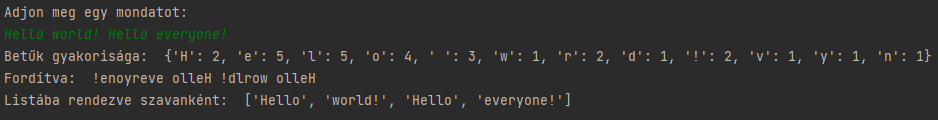 Adjon meg egy mondatot:
Hello world! Hello everyone!
Betűk gyakorisága:  {'H': 2, 'e': 5, 'l': 5, 'o': 4, ' ': 3, 'w': 1, 'r': 2, 'd': 1, '!': 2, 'v': 1, 'y': 1, 'n': 1}
Fordítva:  !enoyreve olleH !dlrow olleH
Listába rendezve szavanként:  ['Hello', 'world!', 'Hello', 'everyone!']